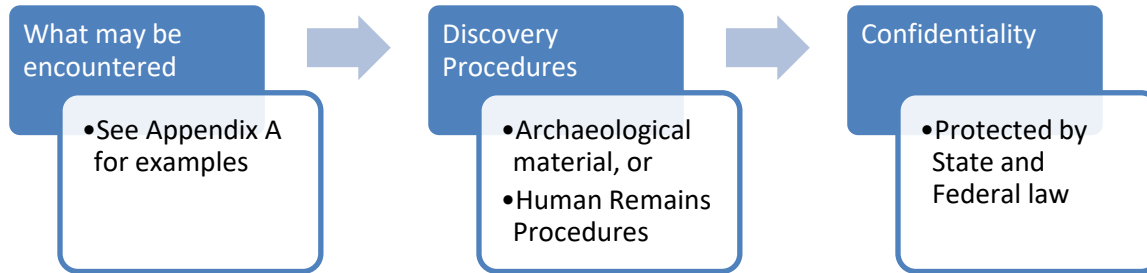 What may be
encountered
•See Appendix A
for examples
Discovery
Procedures
•Archaeological
material, or
•Human Remains
Procedures
Confidentiality
•Protected by
State and
Federal law